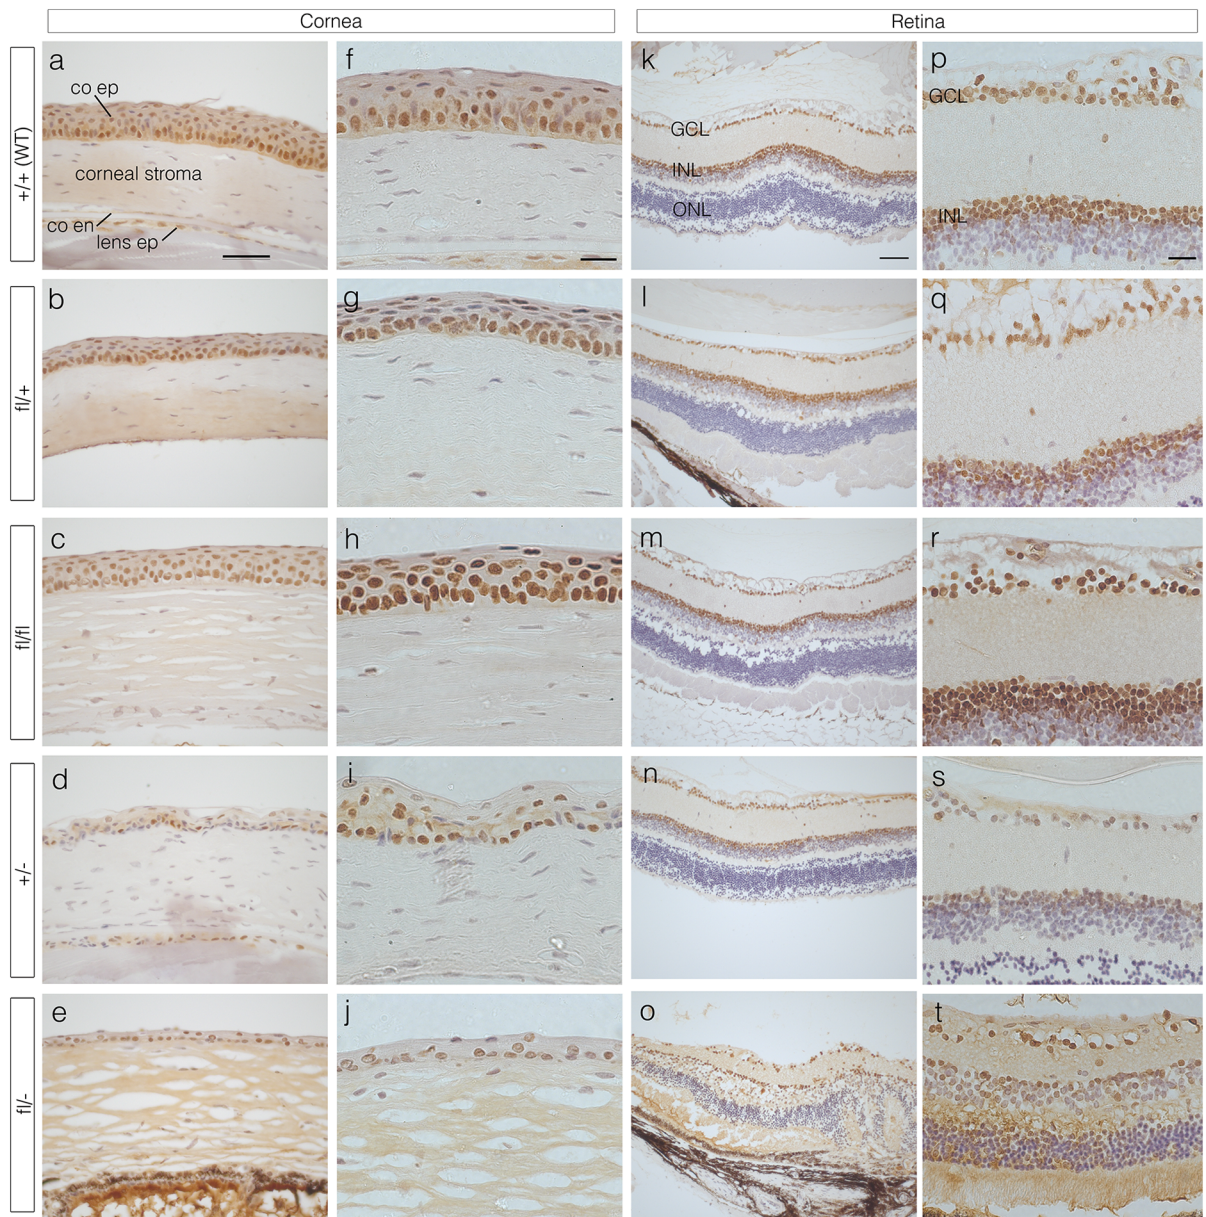 Cornea
Retina
+/+ (WT)
a
co ep
corneal stroma
co en
lens ep
f
k
GCL
INL
ONL
p
GCL
INL
fl/+
b
g
l
q
fl/fl
c
h
m
r
+/-
d
i
n
s
fl/-
e
j
o
t